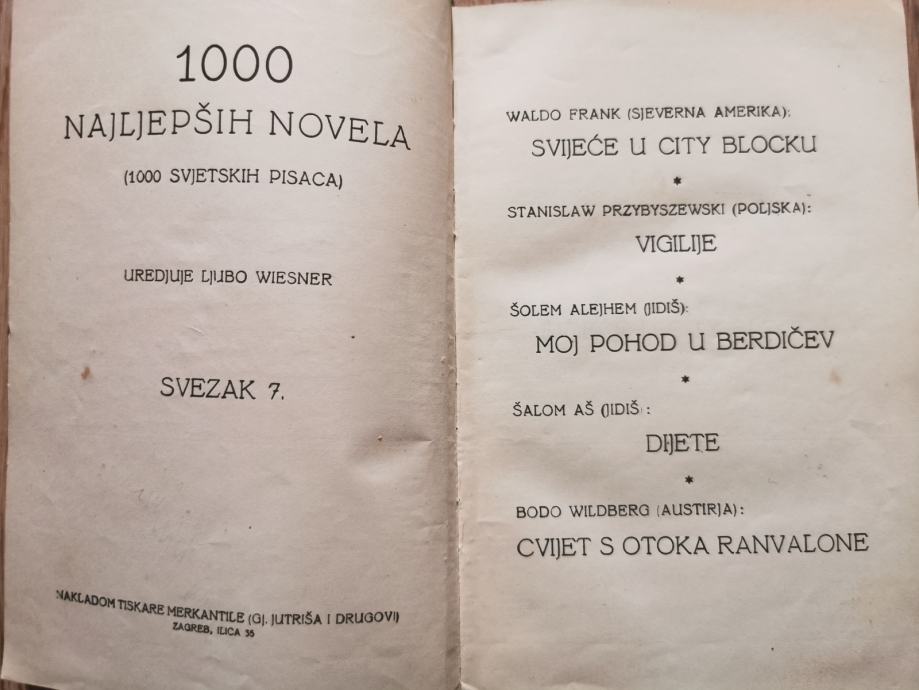 1000
NAJLJEPŠIH NOVELA
(1000 SVJETSKIH PISACA)
UREDJUJE LJUBO WIESNER
SVEZAK 7.
NAKLADOM TISKARE MERKANTILE (GJ. JUTRIŠA I DRUGOVI)
ZAGREB, ILICA 35
WALDO FRANK (SJEVERNA AMERIKA):
SVIJEĆE U CITY BLOCKU
*
STANISLAW PRZYBYSZEWSKI (POLJSKA):
VIGILIJE
*
ŠOLEM ALEJHEM (JIDIŠ):
MOJ POHOD U BERDIČEV
*
ŠALOM AŠ (JIDIŠ):
DIJETE
*
BODO WILDBERG (AUSTIRJA):
CVIJET S OTOKA RANVALONE